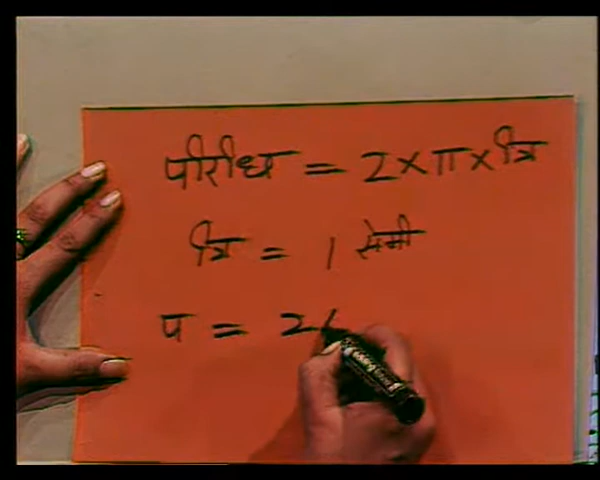 परिधि = 2×π×त्रि
त्रि = 1 सेमी
प = 2